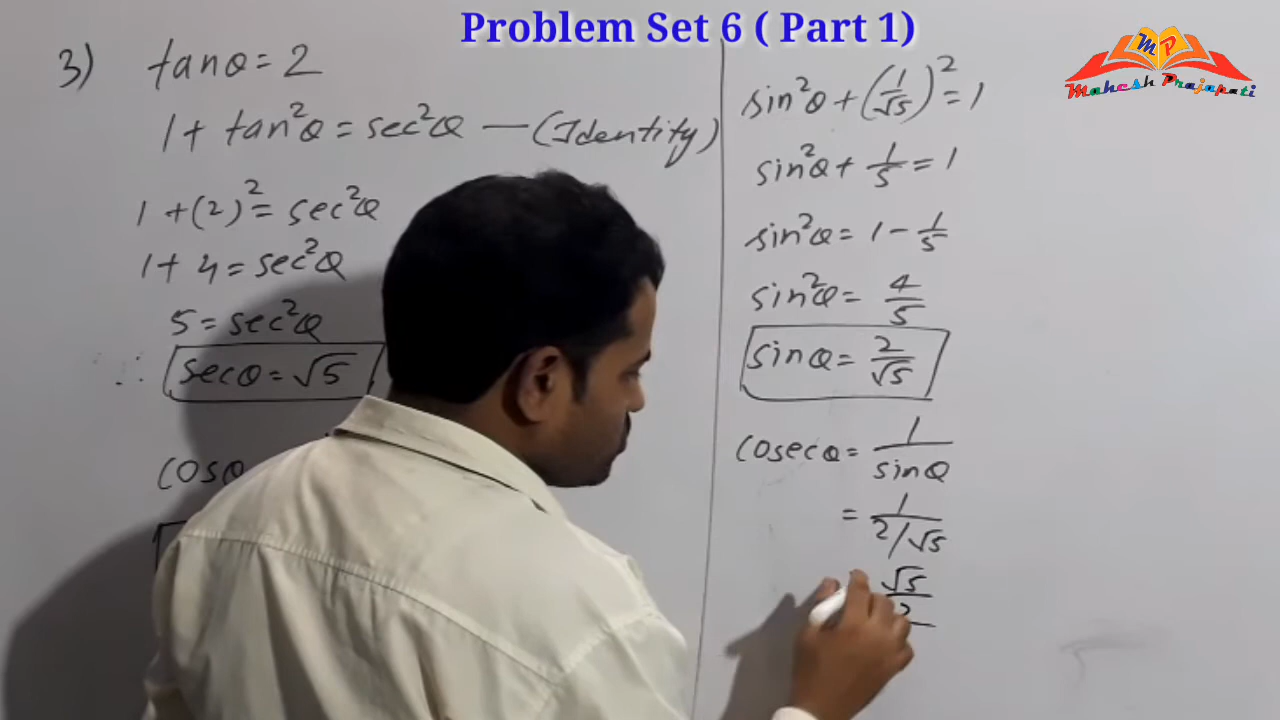 Problem Set 6 ( Part 1)
MP
Mahesh Prajapati
3) tanθ = 2
1 + tan²θ = sec²θ — (Identity)
1 + (2)² = sec²θ
1 + 4 = sec²θ
5 = sec²θ
∴ secθ = √5
cosθ
sin²θ + (1/√5)² = 1
sin²θ + 1/5 = 1
sin²θ = 1 - 1/5
sin²θ = 4/5
sinθ = 2/√5
cosecθ = 1/sinθ
= 1/2/√5
√5/2